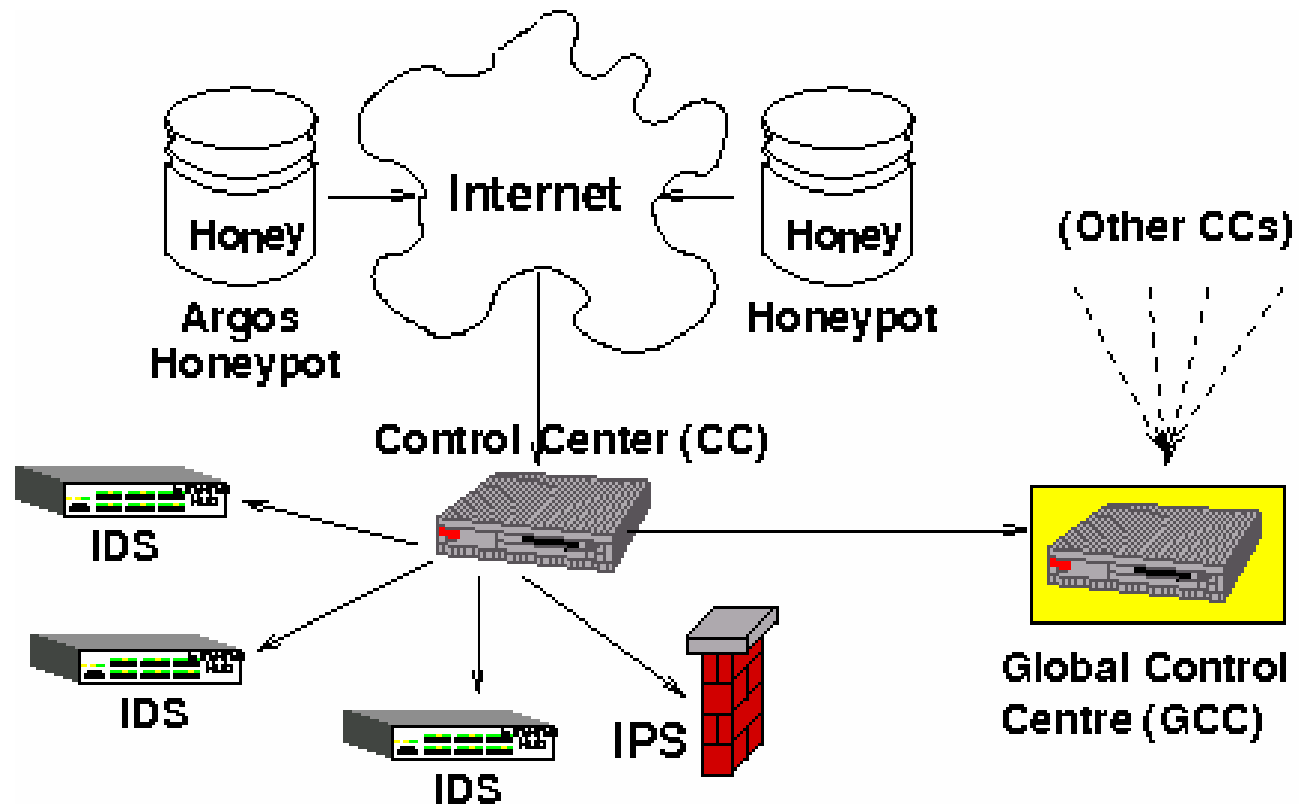 Internet
Honey
Honey
Argos
Honeypot
Honeypot
(Other CCs)
Control Center (CC)
IDS
IDS
IDS
IPS
Global Control
Centre (GCC)